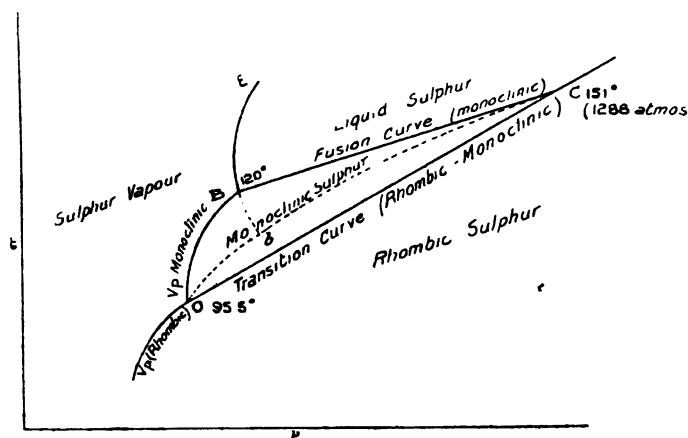 ε
Liquid Sulphur
Fusion Curve (monoclinic)
C 151°
(1288 atmos
120°
B
Sulphur Vapour
Monoclinic Sulphur
Vp Monoclinic
Transition Curve (Rhombic-Monoclinic)
Rhombic Sulphur
t
O 95 5°
Vp (Rhombic)